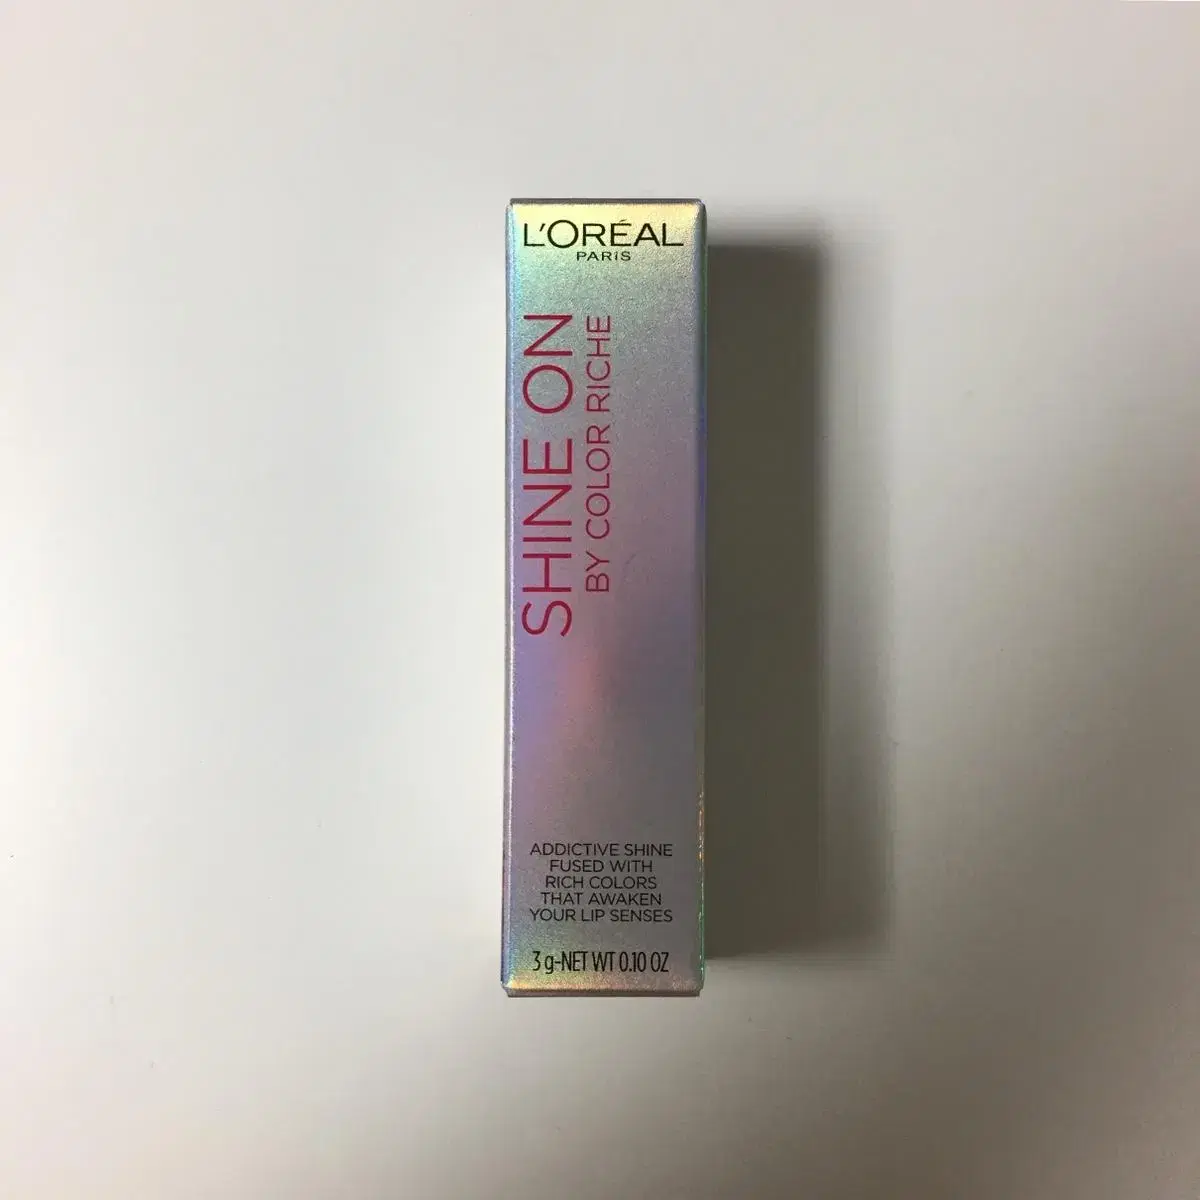 L'ORÉAL
PARIS
SHINE ON
BY COLOR RICHE
ADDICTIVE SHINE
FUSED WITH
RICH COLORS
THAT AWAKEN
YOUR LIP SENSES
3 g-NET WT 0.10 OZ